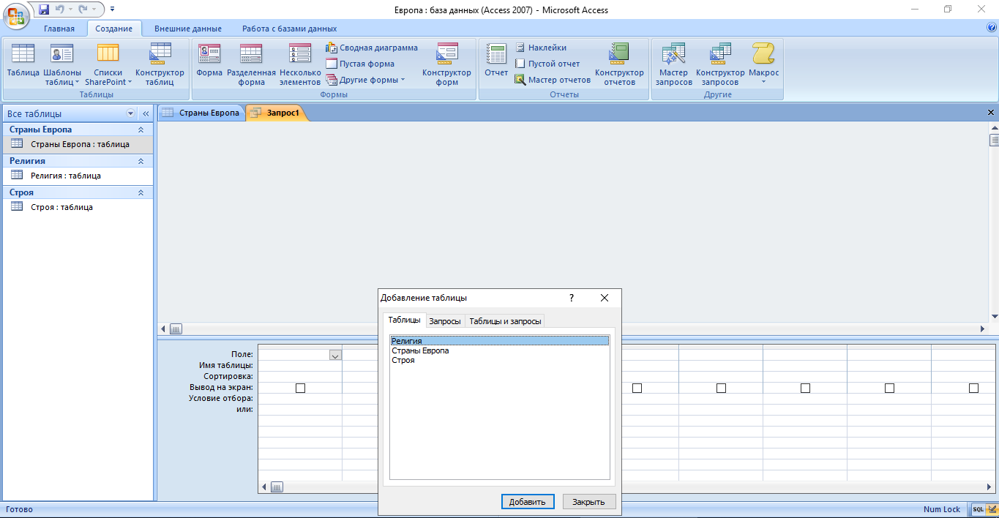 Европа : база данных (Access 2007) - Microsoft Access
Главная Создание Внешние данные Работа с базами данных
Таблица
Шаблоны таблиц
Списки SharePoint
Конструктор таблиц
Таблицы
Форма
Разделенная форма
Несколько элементов
Сводная диаграмма
Пустая форма
Другие формы
Конструктор форм
Формы
Отчет
Наклейки
Пустой отчет
Мастер отчетов
Конструктор отчетов
Отчеты
Мастер запросов
Конструктор запросов
Макрос
Другие
Все таблицы
Страны Европа
Страны Европа : таблица
Религия
Религия : таблица
Строя
Строя : таблица
Страны Европа Запрос1
Поле:
Имя таблицы:
Сортировка:
Вывод на экран:
Условие отбора:
или:
Добавление таблицы ?
Таблицы Запросы Таблицы и запросы
Религия
Страны Европа
Строя
Добавить Закрыть
Готово Num Lock SQL